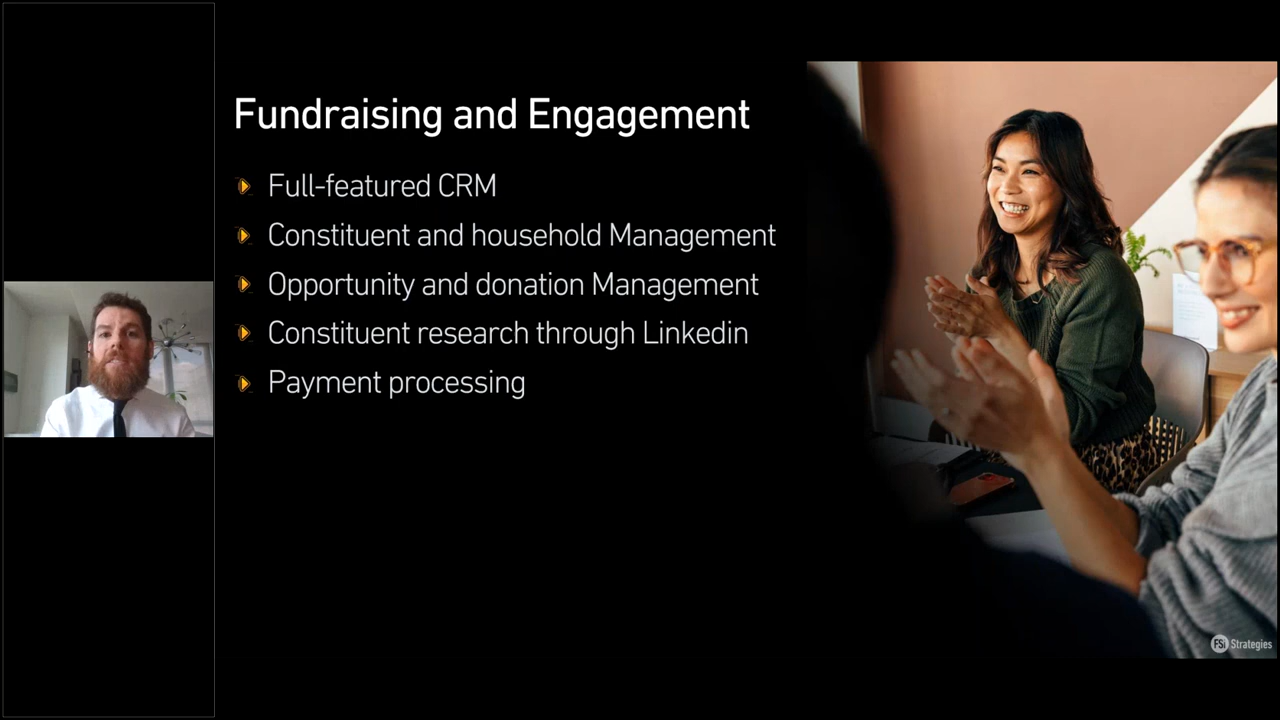 Fundraising and Engagement
Full-featured CRM
Constituent and household Management
Opportunity and donation Management
Constituent research through Linkedin
Payment processing
FSi Strategies